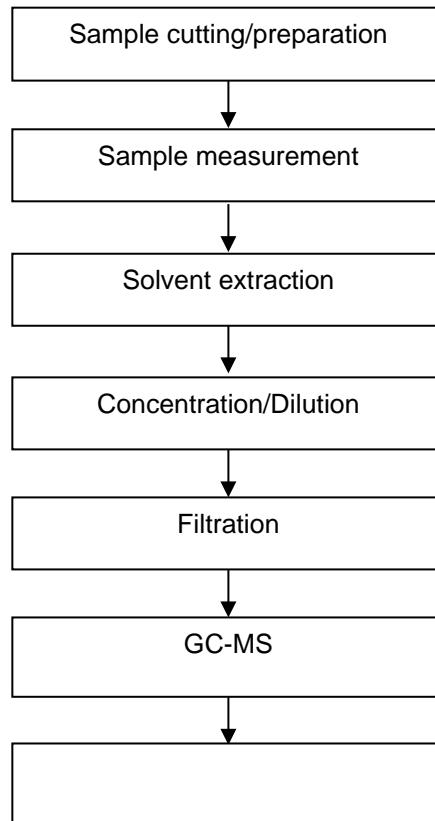 Sample cutting/preparation
Sample measurement
Solvent extraction
Concentration/Dilution
Filtration
GC-MS